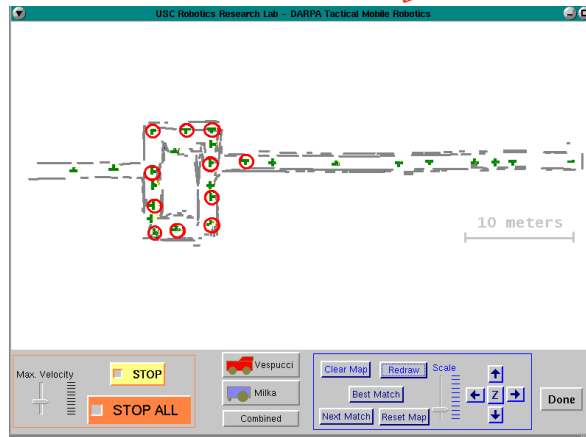 USC Robotics Research Lab - DARPA Tactical Mobile Robotics
10 meters
Max. Velocity
STOP
STOP ALL
Vespucci
Milka
Combined
Clear Map
Redraw
Scale
Best Match
Next Match
Reset Map
Z
Done